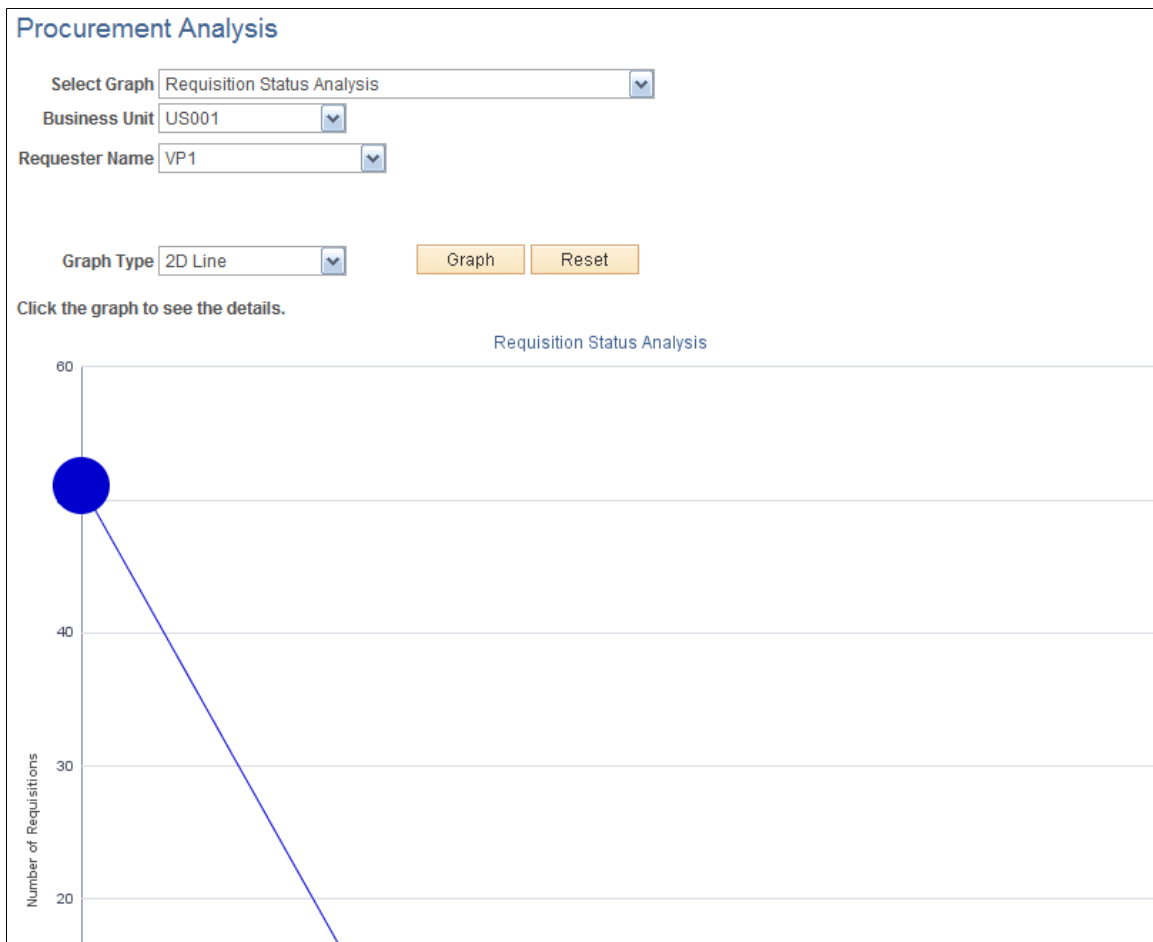 Procurement Analysis
Select Graph Requisition Status Analysis
Business Unit US001
Requester Name VP1
Graph Type 2D Line Graph Reset
Click the graph to see the details.
Requisition Status Analysis
60
40
30
20
Number of Requisitions